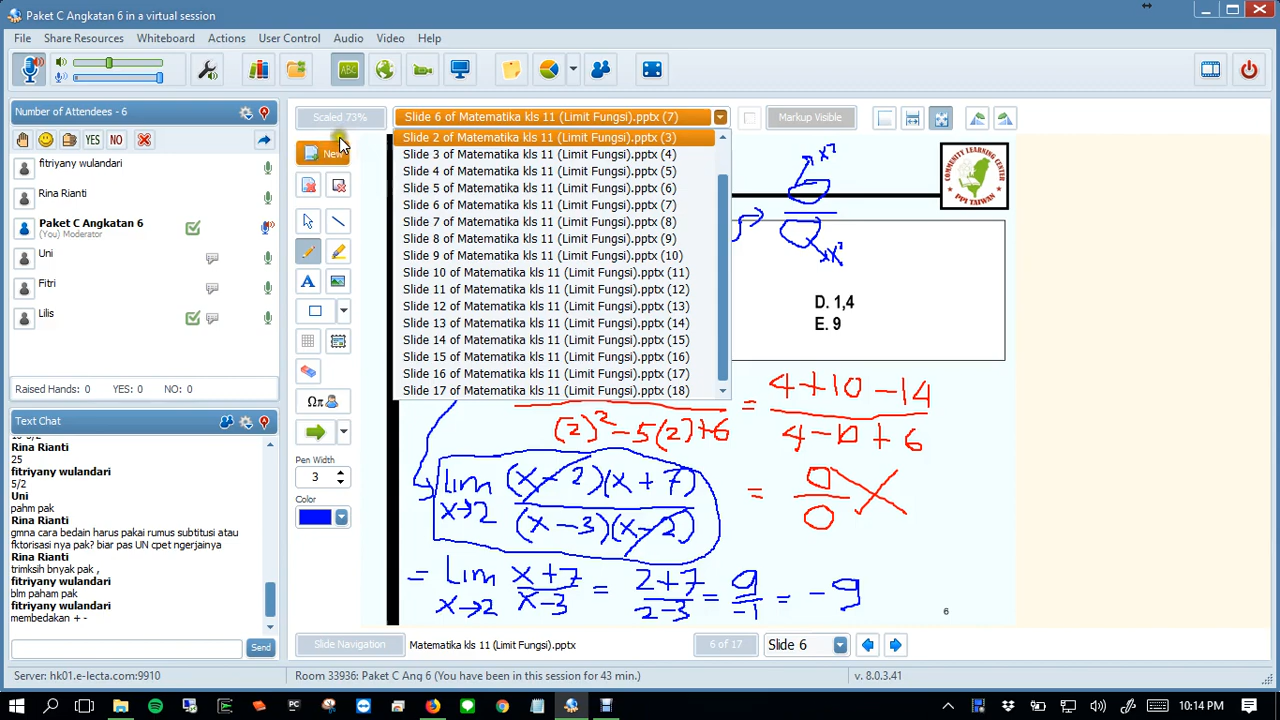 Paket C Angkatan 6 in a virtual session
File Share Resources Whiteboard Actions User Control Audio Video Help
Number of Attendees - 6
YES NO
fitriyany wulandari
Rina Rianti
Paket C Angkatan 6
(You) Moderator
Uni
Fitri
Lilis
Raised Hands: 0 YES: 0 NO: 0
Text Chat
Rina Rianti
25
fitriyany wulandari
5/2
Uni
pahm pak
gmna cara bedain harus pakai rumus subtitusi atau
fktorisasi nya pak? biar pas UN cpet ngerjainya
Rina Rianti
trimksih bnyak pak ,
fitriyany wulandari
blm paham pak
fitriyany wulandari
membedakan + -
Send
ABC
Scaled 73%
Slide 6 of Matematika kls 11 (Limit Fungsi).pptx (7)
Markup Visible
Slide 2 of Matematika kls 11 (Limit Fungsi).pptx (3)
Slide 3 of Matematika kls 11 (Limit Fungsi).pptx (4)
Slide 4 of Matematika kls 11 (Limit Fungsi).pptx (5)
Slide 5 of Matematika kls 11 (Limit Fungsi).pptx (6)
Slide 6 of Matematika kls 11 (Limit Fungsi).pptx (7)
Slide 7 of Matematika kls 11 (Limit Fungsi).pptx (8)
Slide 8 of Matematika kls 11 (Limit Fungsi).pptx (9)
Slide 9 of Matematika kls 11 (Limit Fungsi).pptx (10)
Slide 10 of Matematika kls 11 (Limit Fungsi).pptx (11)
Slide 11 of Matematika kls 11 (Limit Fungsi).pptx (12)
Slide 12 of Matematika kls 11 (Limit Fungsi).pptx (13)
Slide 13 of Matematika kls 11 (Limit Fungsi).pptx (14)
Slide 14 of Matematika kls 11 (Limit Fungsi).pptx (15)
Slide 15 of Matematika kls 11 (Limit Fungsi).pptx (16)
Slide 16 of Matematika kls 11 (Limit Fungsi).pptx (17)
Slide 17 of Matematika kls 11 (Limit Fungsi).pptx (18)
New
A
Ωπ
Pen Width
3
Color
COMMUNITY LEARNING CENTER
PPI TAIWAN
x²
x²
D. 1,4
E. 9
= 4+10-14
(2)²-5(2)+6 4-10+6
lim (x-2)(x+7) = 0
x→2 (x-3)(x-2) 0
= lim x+7 = 2+7 = 9 = -9
x→2 x-3 2-3 -1
6
Slide Navigation Matematika kls 11 (Limit Fungsi).pptx 6 of 17 Slide 6
Server: hk01.e-lecta.com:9910 Room 33936: Paket C Ang 6 (You have been in this session for 43 min.) v. 8.0.3.41
10:14 PM